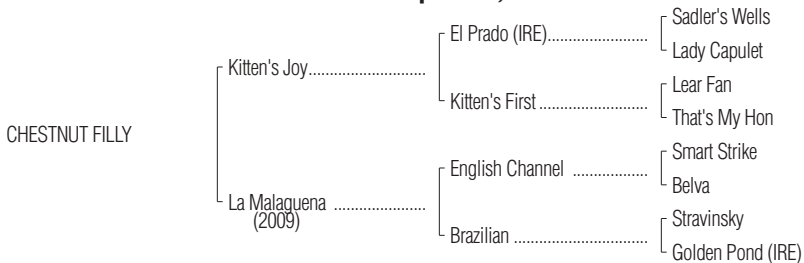 Sadler's Wells
El Prado (IRE)
Lady Capulet
Kitten's Joy
Lear Fan
Kitten's First
That's My Hon
CHESTNUT FILLY
Smart Strike
English Channel
Belva
La Malaguena
(2009)
Stravinsky
Brazilian
Golden Pond (IRE)